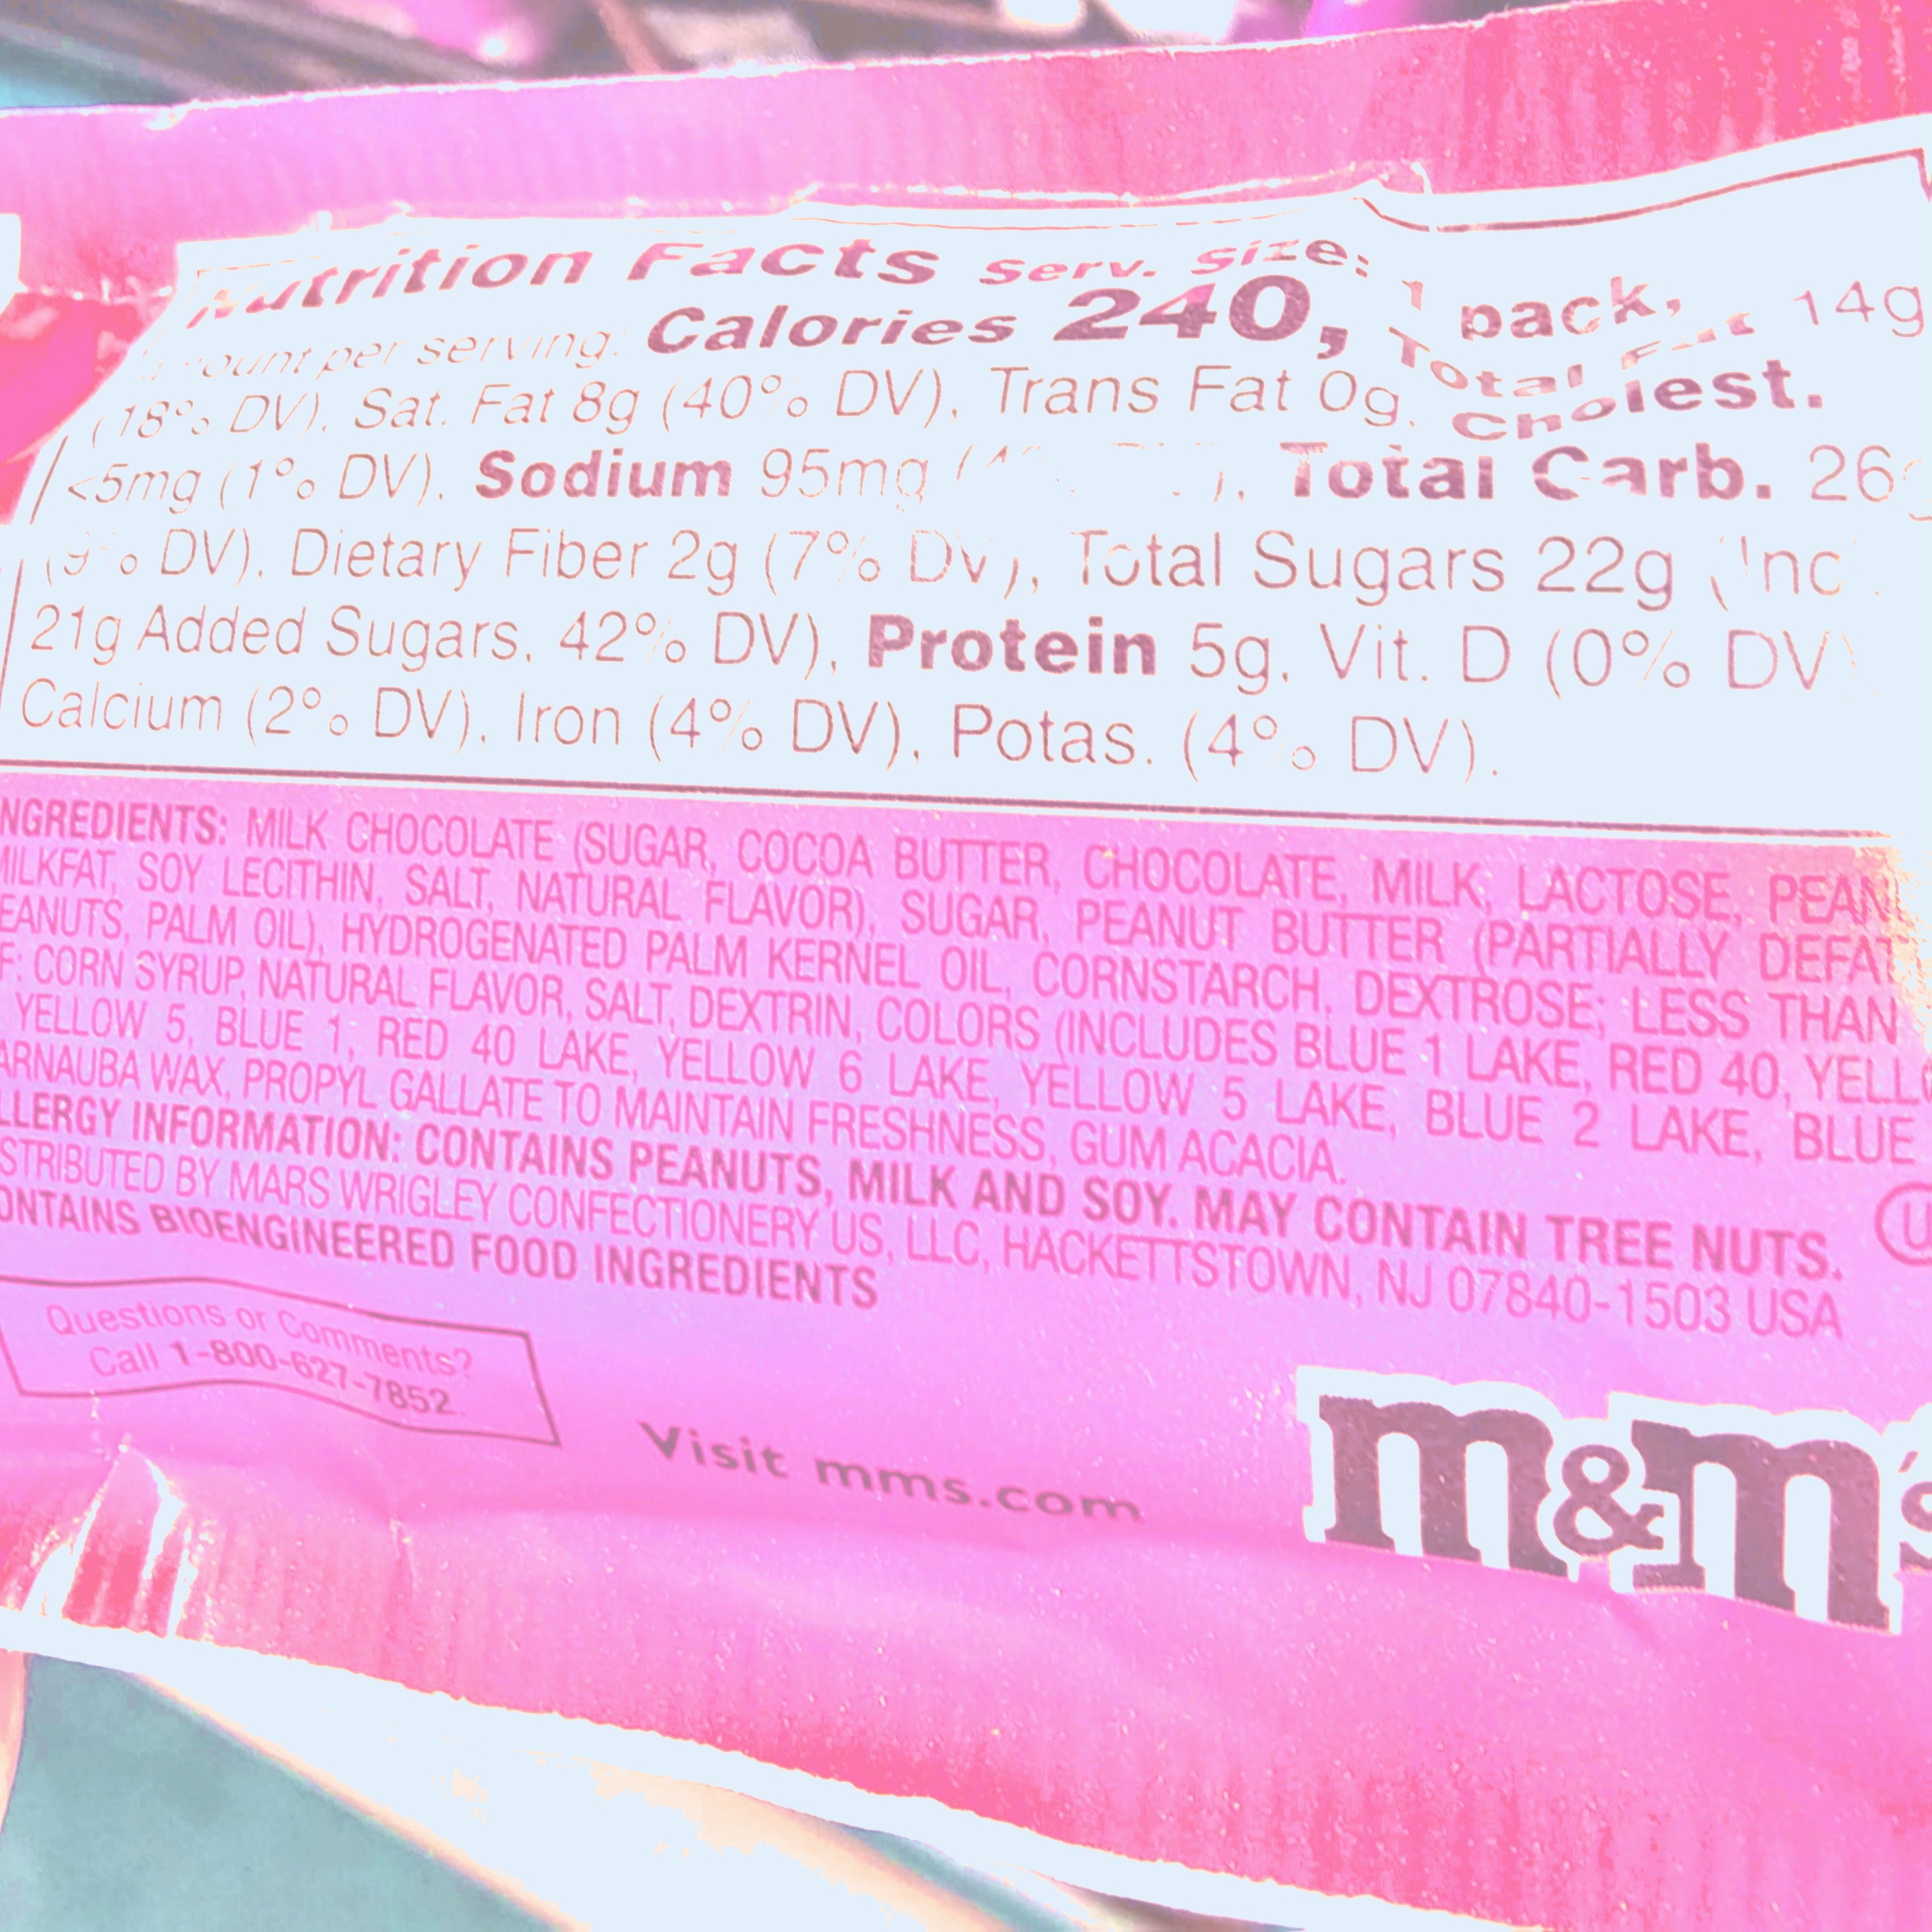 Nutrition Facts Serv. Size: 1 pack,
Amount per serving: Calories 240, Total Fat 14g
(18% DV), Sat. Fat 8g (40% DV), Trans Fat 0g, Cholest.
<5mg (1% DV), Sodium 95mg Total Carb. 26g
(9% DV), Dietary Fiber 2g (7% DV), Total Sugars 22g (Incl.
21g Added Sugars, 42% DV), Protein 5g, Vit. D (0% DV)
Calcium (2% DV), Iron (4% DV), Potas. (4% DV).
NGREDIENTS: MILK CHOCOLATE (SUGAR, COCOA BUTTER, CHOCOLATE, MILK, LACTOSE, PEAN
MILKFAT, SOY LECITHIN, SALT, NATURAL FLAVOR), SUGAR, PEANUT BUTTER (PARTIALLY DEFAT
EANUTS, PALM OIL), HYDROGENATED PALM KERNEL OIL, CORNSTARCH, DEXTROSE; LESS THAN
F: CORN SYRUP, NATURAL FLAVOR, SALT, DEXTRIN, COLORS (INCLUDES BLUE 1 LAKE, RED 40, YELLO
YELLOW 5, BLUE 1, RED 40 LAKE, YELLOW 6 LAKE, YELLOW 5 LAKE, BLUE 2 LAKE, BLUE
ARNAUBA WAX, PROPYL GALLATE TO MAINTAIN FRESHNESS, GUM ACACIA.
LLERGY INFORMATION: CONTAINS PEANUTS, MILK AND SOY. MAY CONTAIN TREE NUTS. U
STRIBUTED BY MARS WRIGLEY CONFECTIONERY US, LLC, HACKETTSTOWN, NJ 07840-1503 USA
ONTAINS BIOENGINEERED FOOD INGREDIENTS
Questions or Comments?
Call 1-800-627-7852.
Visit mms.com
m&m's